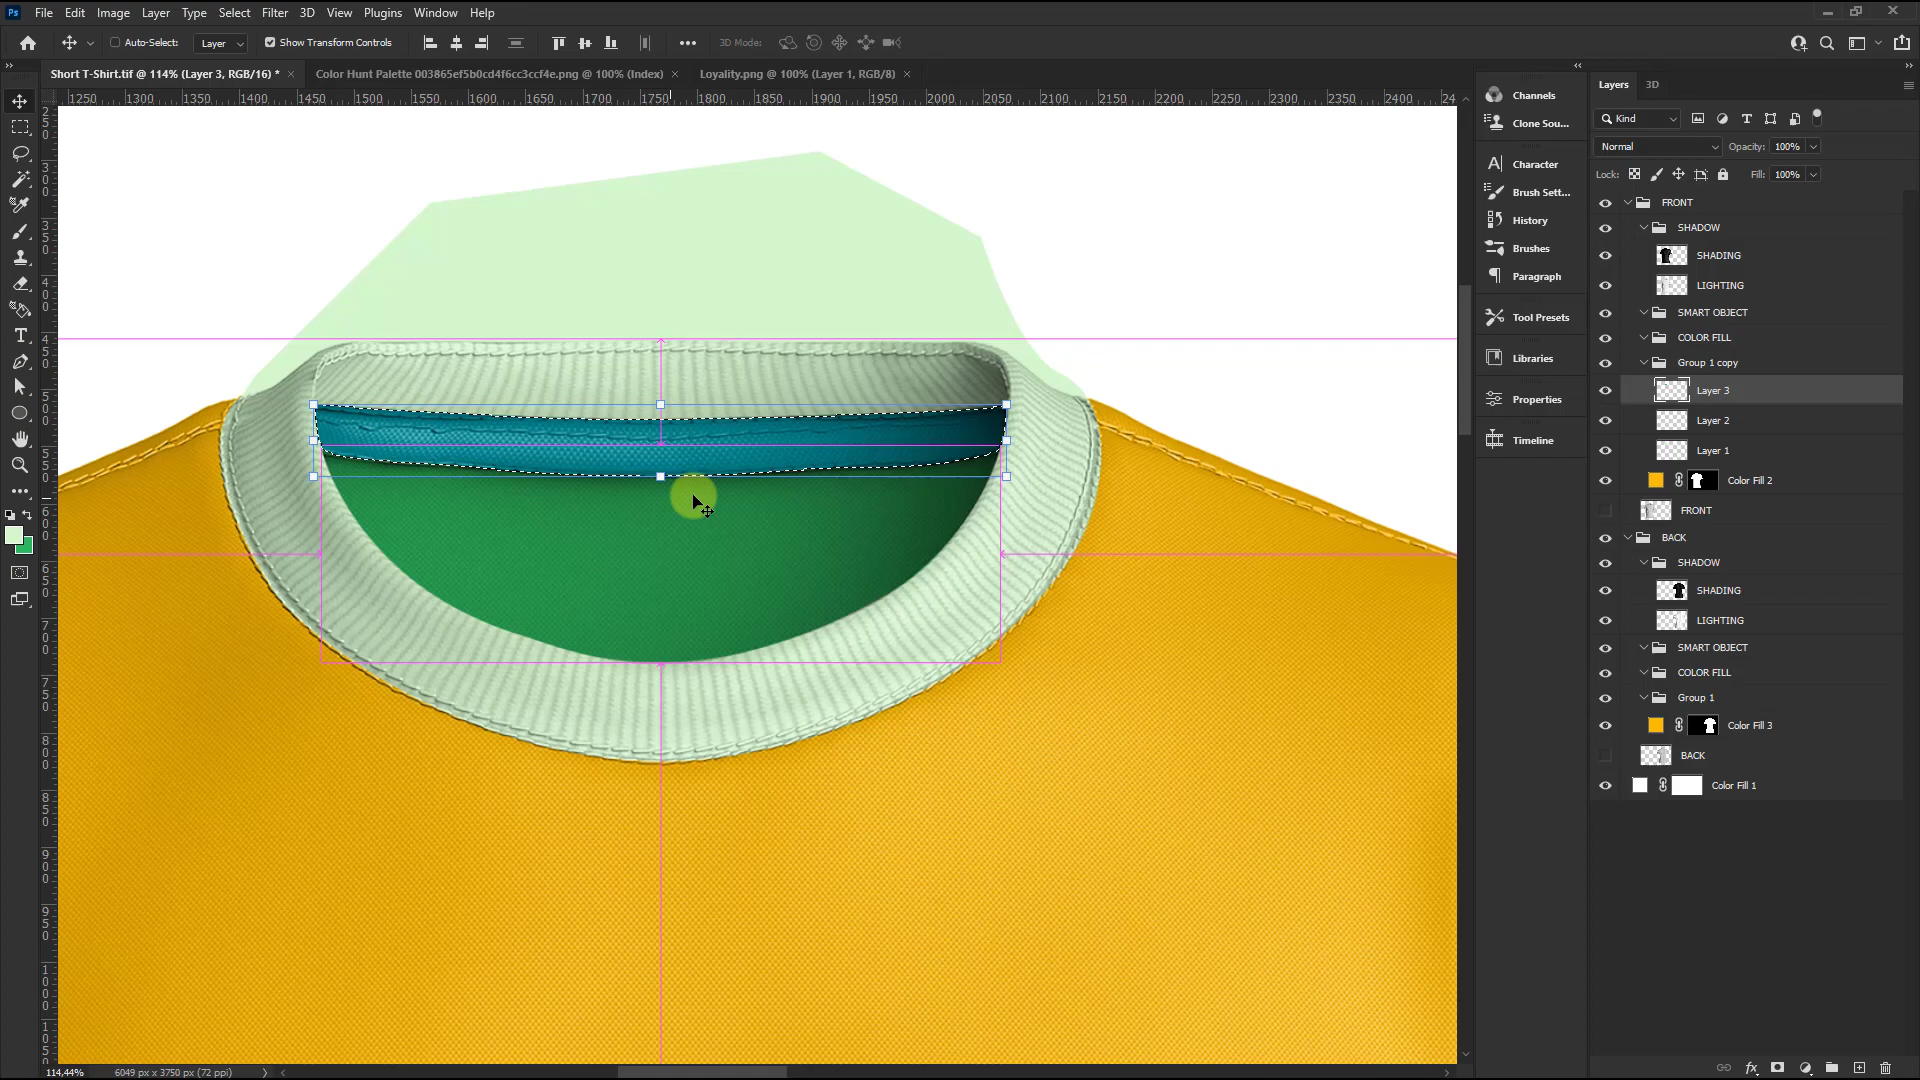 Ps File Edit Image Layer Type Select Filter 3D View Plugins Window Help
Auto-Select: Layer Show Transform Controls 3D Mode:
Short T-Shirt.tif @ 114% (Layer 3, RGB/16) * Color Hunt Palette 003865ef5b0cd4f6cc3ccf4e.png @ 100% (Index) Loyality.png @ 100% (Layer 1, RGB/8)
1250 1300 1350 1400 1450 1500 1550 1600 1650 1700 1750 1800 1850 1900 1950 2000 2050 2100 2150 2200 2250 2300 2350 2400 24
Channels
Clone Sou...
Character
Brush Sett...
History
Brushes
Paragraph
Tool Presets
Libraries
Properties
Timeline
Layers 3D
Kind
Normal Opacity: 100%
Lock: Fill: 100%
FRONT
SHADOW
SHADING
LIGHTING
SMART OBJECT
COLOR FILL
Group 1 copy
Layer 3
Layer 2
Layer 1
Color Fill 2
FRONT
BACK
SHADOW
SHADING
LIGHTING
SMART OBJECT
COLOR FILL
Group 1
Color Fill 3
BACK
Color Fill 1
114,44% 6049 px x 3750 px (72 ppi)